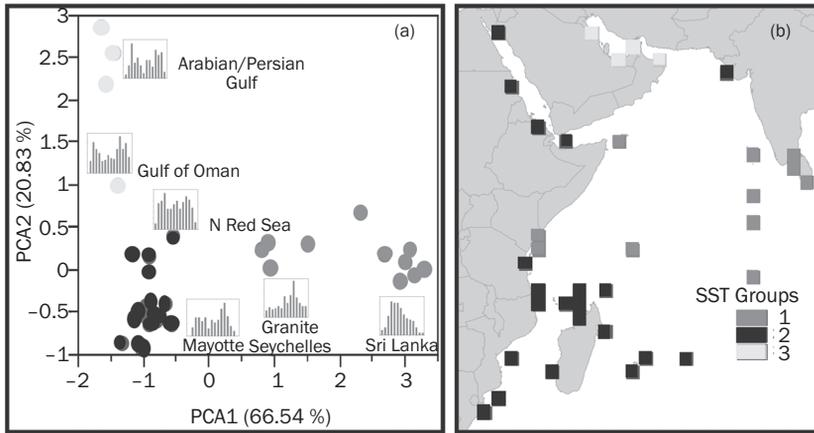 3
2.5
2
1.5
1
0.5
0
−0.5
−1
−2
−1
0
1
2
3
PCA2 (20.83 %)
PCA1 (66.54 %)
(a)
Arabian/Persian
Gulf
Gulf of Oman
N Red Sea
Granite
Mayotte Seychelles
Sri Lanka
(b)
SST Groups
1
2
3